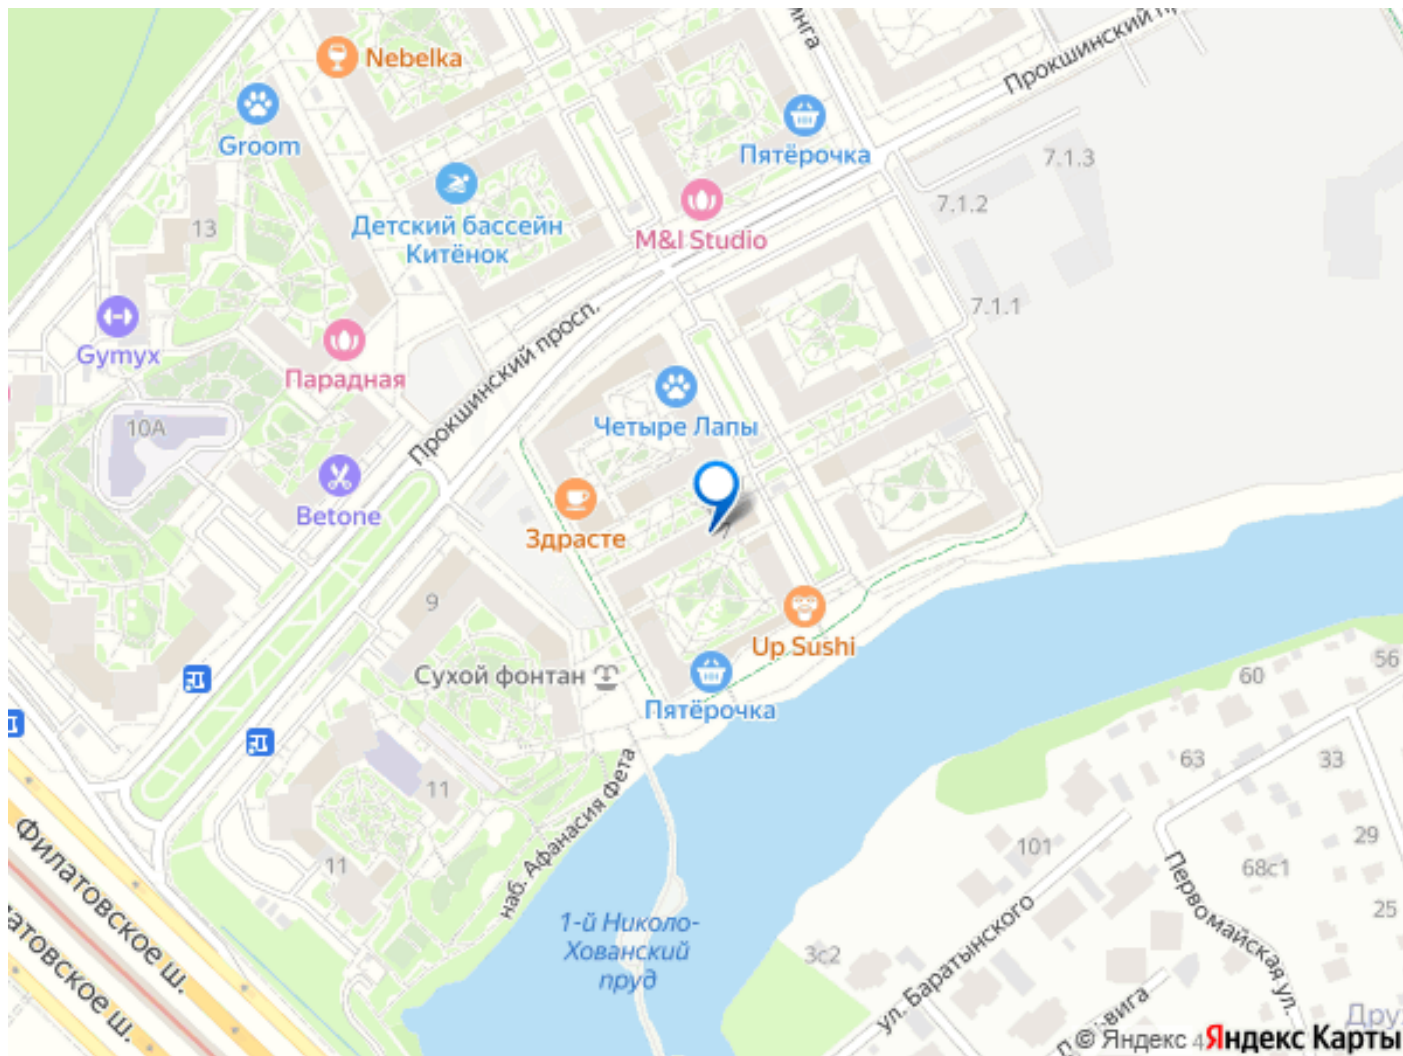 Nebelka
Прокшинский
Groom
Пятёрочка
7.1.3
7.1.2
13
Детский бассейн
Китёнок
M&I Studio
7.1.1
Gymyx
Прокшинский просп.
Парадная
Четыре Лапы
10А
Betone
Здрасте
7
9
Up Sushi
Сухой фонтан
Пятёрочка
56
60
63
33
11
наб. Афанасия Фета
Филатовское ш.
29
101
11
68с1
Первомайская ул.
25
1-й Николо-
Хованский
пруд
3с2
ул. Баратынского
атовское ш.
© Яндекс
Яндекс Карты